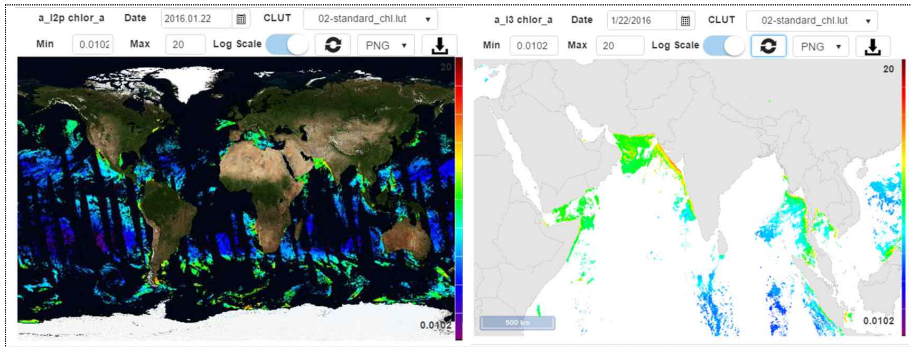 a_l2p chlor_a Date 2016.01.22 CLUT 02-standard_chl.lut
Min 0.0102 Max 20 Log Scale PNG
20
0.0102
a_l3 chlor_a Date 1/22/2016 CLUT 02-standard_chl.lut
Min 0.0102 Max 20 Log Scale PNG
20
0.0102
500 km